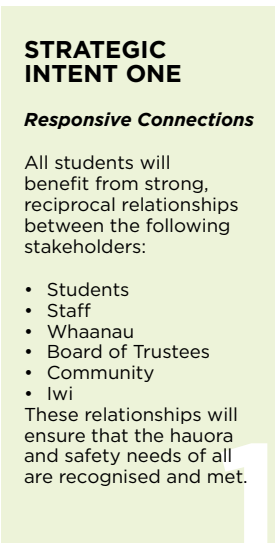 STRATEGIC
INTENT ONE
Responsive Connections
All students will
benefit from strong,
reciprocal relationships
between the following
stakeholders:
• Students
• Staff
• Whaanau
• Board of Trustees
• Community
• Iwi
These relationships will
ensure that the hauora
and safety needs of all
are recognised and met.
1